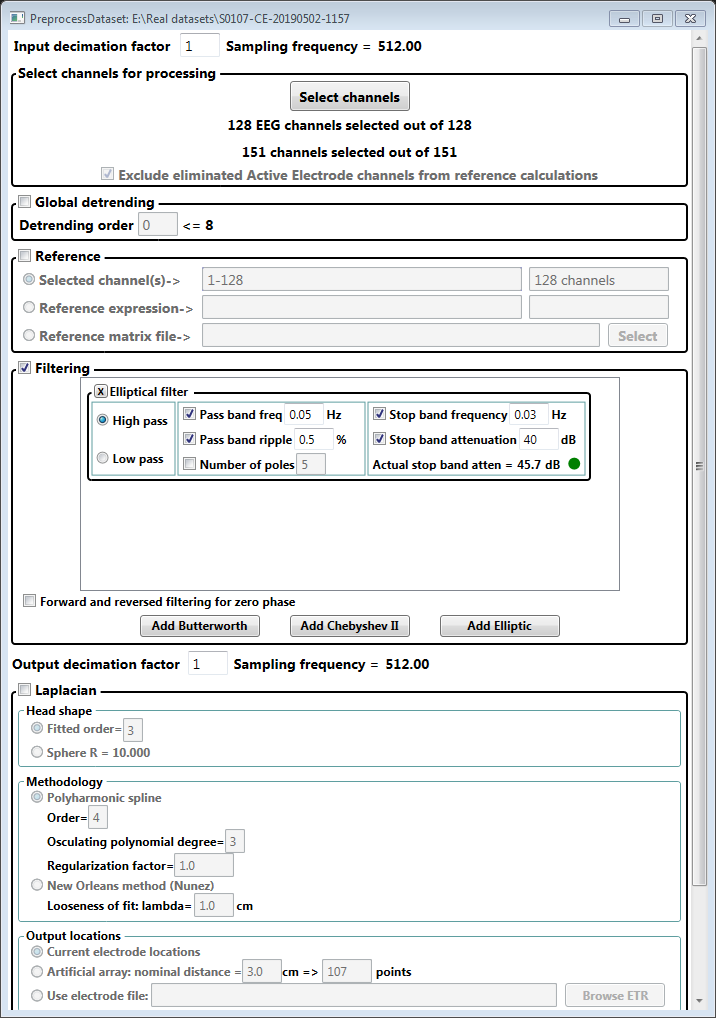 PreprocessDataset: E:\Real datasets\S0107-CE-20190502-1157
Input decimation factor 1 Sampling frequency = 512.00
Select channels for processing
Select channels
128 EEG channels selected out of 128
151 channels selected out of 151
Exclude eliminated Active Electrode channels from reference calculations
Global detrending
Detrending order 0 <= 8
Reference
Selected channel(s)-> 1-128 128 channels
Reference expression->
Reference matrix file-> Select
Filtering
X Elliptical filter
High pass Pass band freq 0.05 Hz Stop band frequency 0.03 Hz
Pass band ripple 0.5 % Stop band attenuation 40 dB
Low pass Number of poles 5 Actual stop band atten = 45.7 dB
Forward and reversed filtering for zero phase
Add Butterworth Add Chebyshev II Add Elliptic
Output decimation factor 1 Sampling frequency = 512.00
Laplacian
Head shape
Fitted order= 3
Sphere R = 10.000
Methodology
Polyharmonic spline
Order= 4
Osculating polynomial degree= 3
Regularization factor= 1.0
New Orleans method (Nunez)
Looseness of fit: lambda= 1.0 cm
Output locations
Current electrode locations
Artificial array: nominal distance = 3.0 cm => 107 points
Use electrode file: Browse ETR